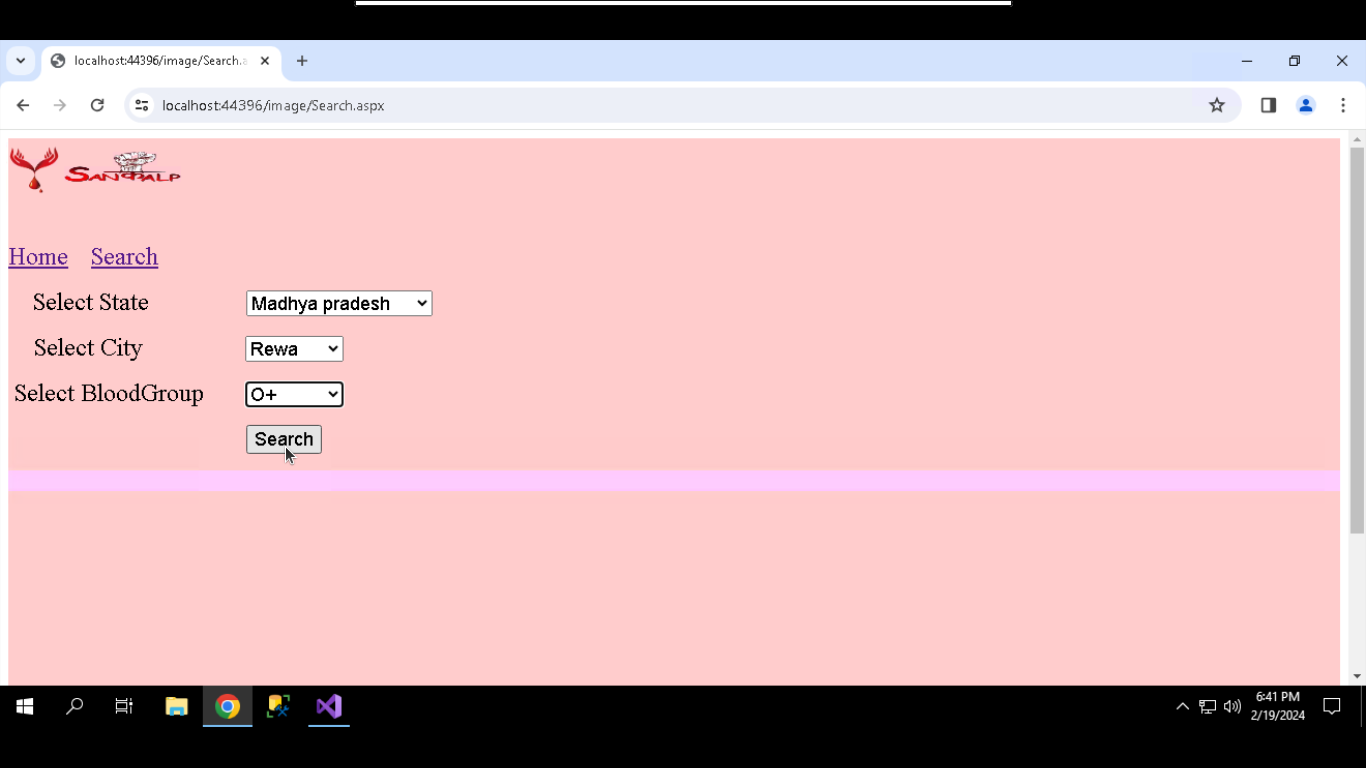 localhost:44396/image/Search.a
localhost:44396/image/Search.aspx
SANKALP
Home Search
Select State Madhya pradesh
Select City Rewa
Select BloodGroup O+
Search
6:41 PM
2/19/2024